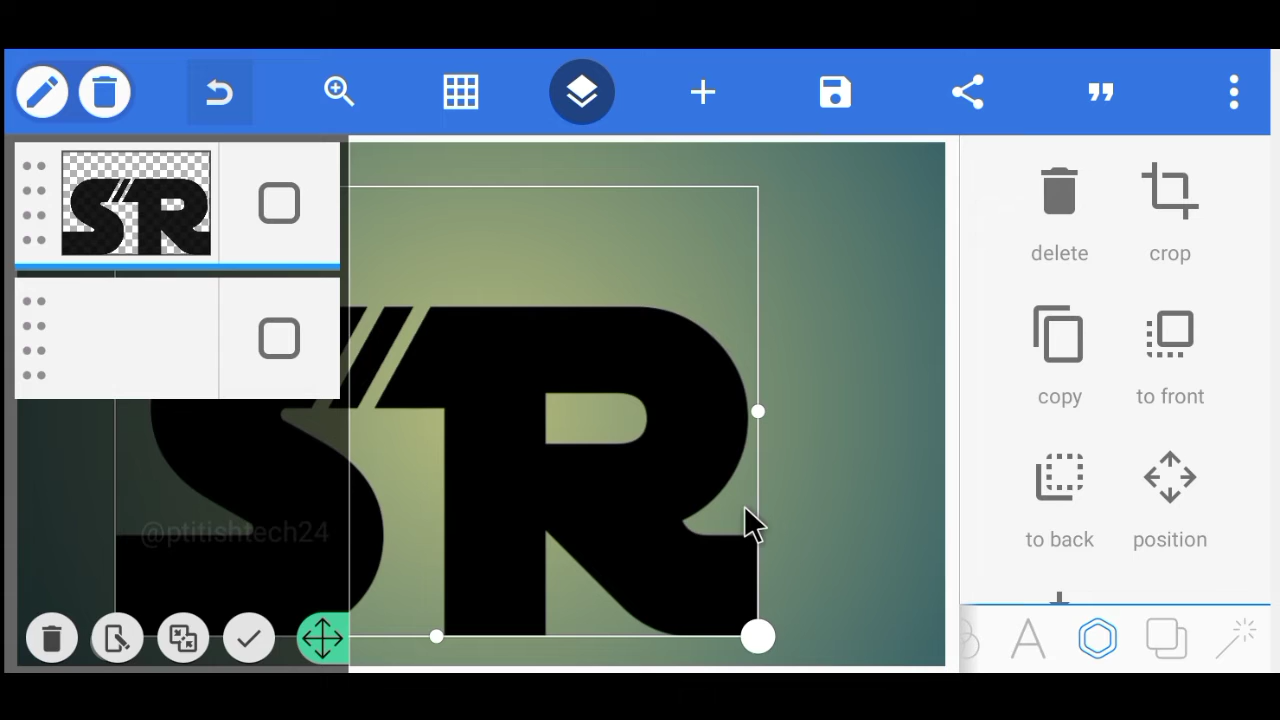 SR
delete
crop
SR
copy
to front
@ptitishtech24
to back
position
A